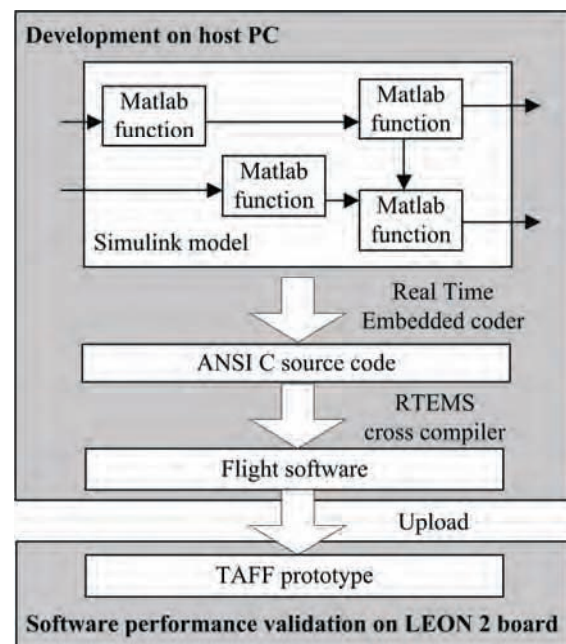 Development on host PC
Matlab
function
Matlab
function
Matlab
function
Matlab
function
Simulink model
Real Time
Embedded coder
ANSI C source code
RTEMS
cross compiler
Flight software
Upload
TAFF prototype
Software performance validation on LEON 2 board